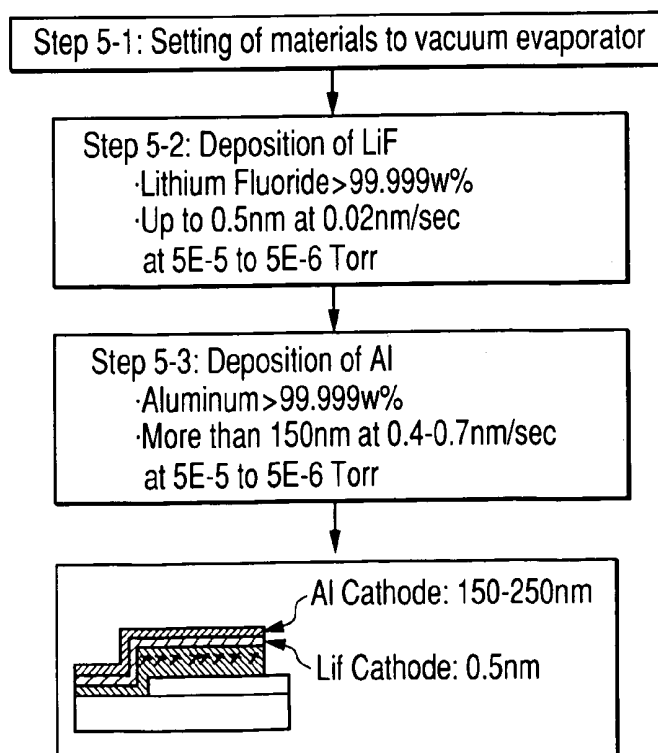 Step 5-1: Setting of materials to vacuum evaporator
Step 5-2: Deposition of LiF
·Lithium Fluoride>99.999w%
·Up to 0.5nm at 0.02nm/sec
at 5E-5 to 5E-6 Torr
Step 5-3: Deposition of Al
·Aluminum>99.999w%
·More than 150nm at 0.4-0.7nm/sec
at 5E-5 to 5E-6 Torr
Al Cathode: 150-250nm
Lif Cathode: 0.5nm